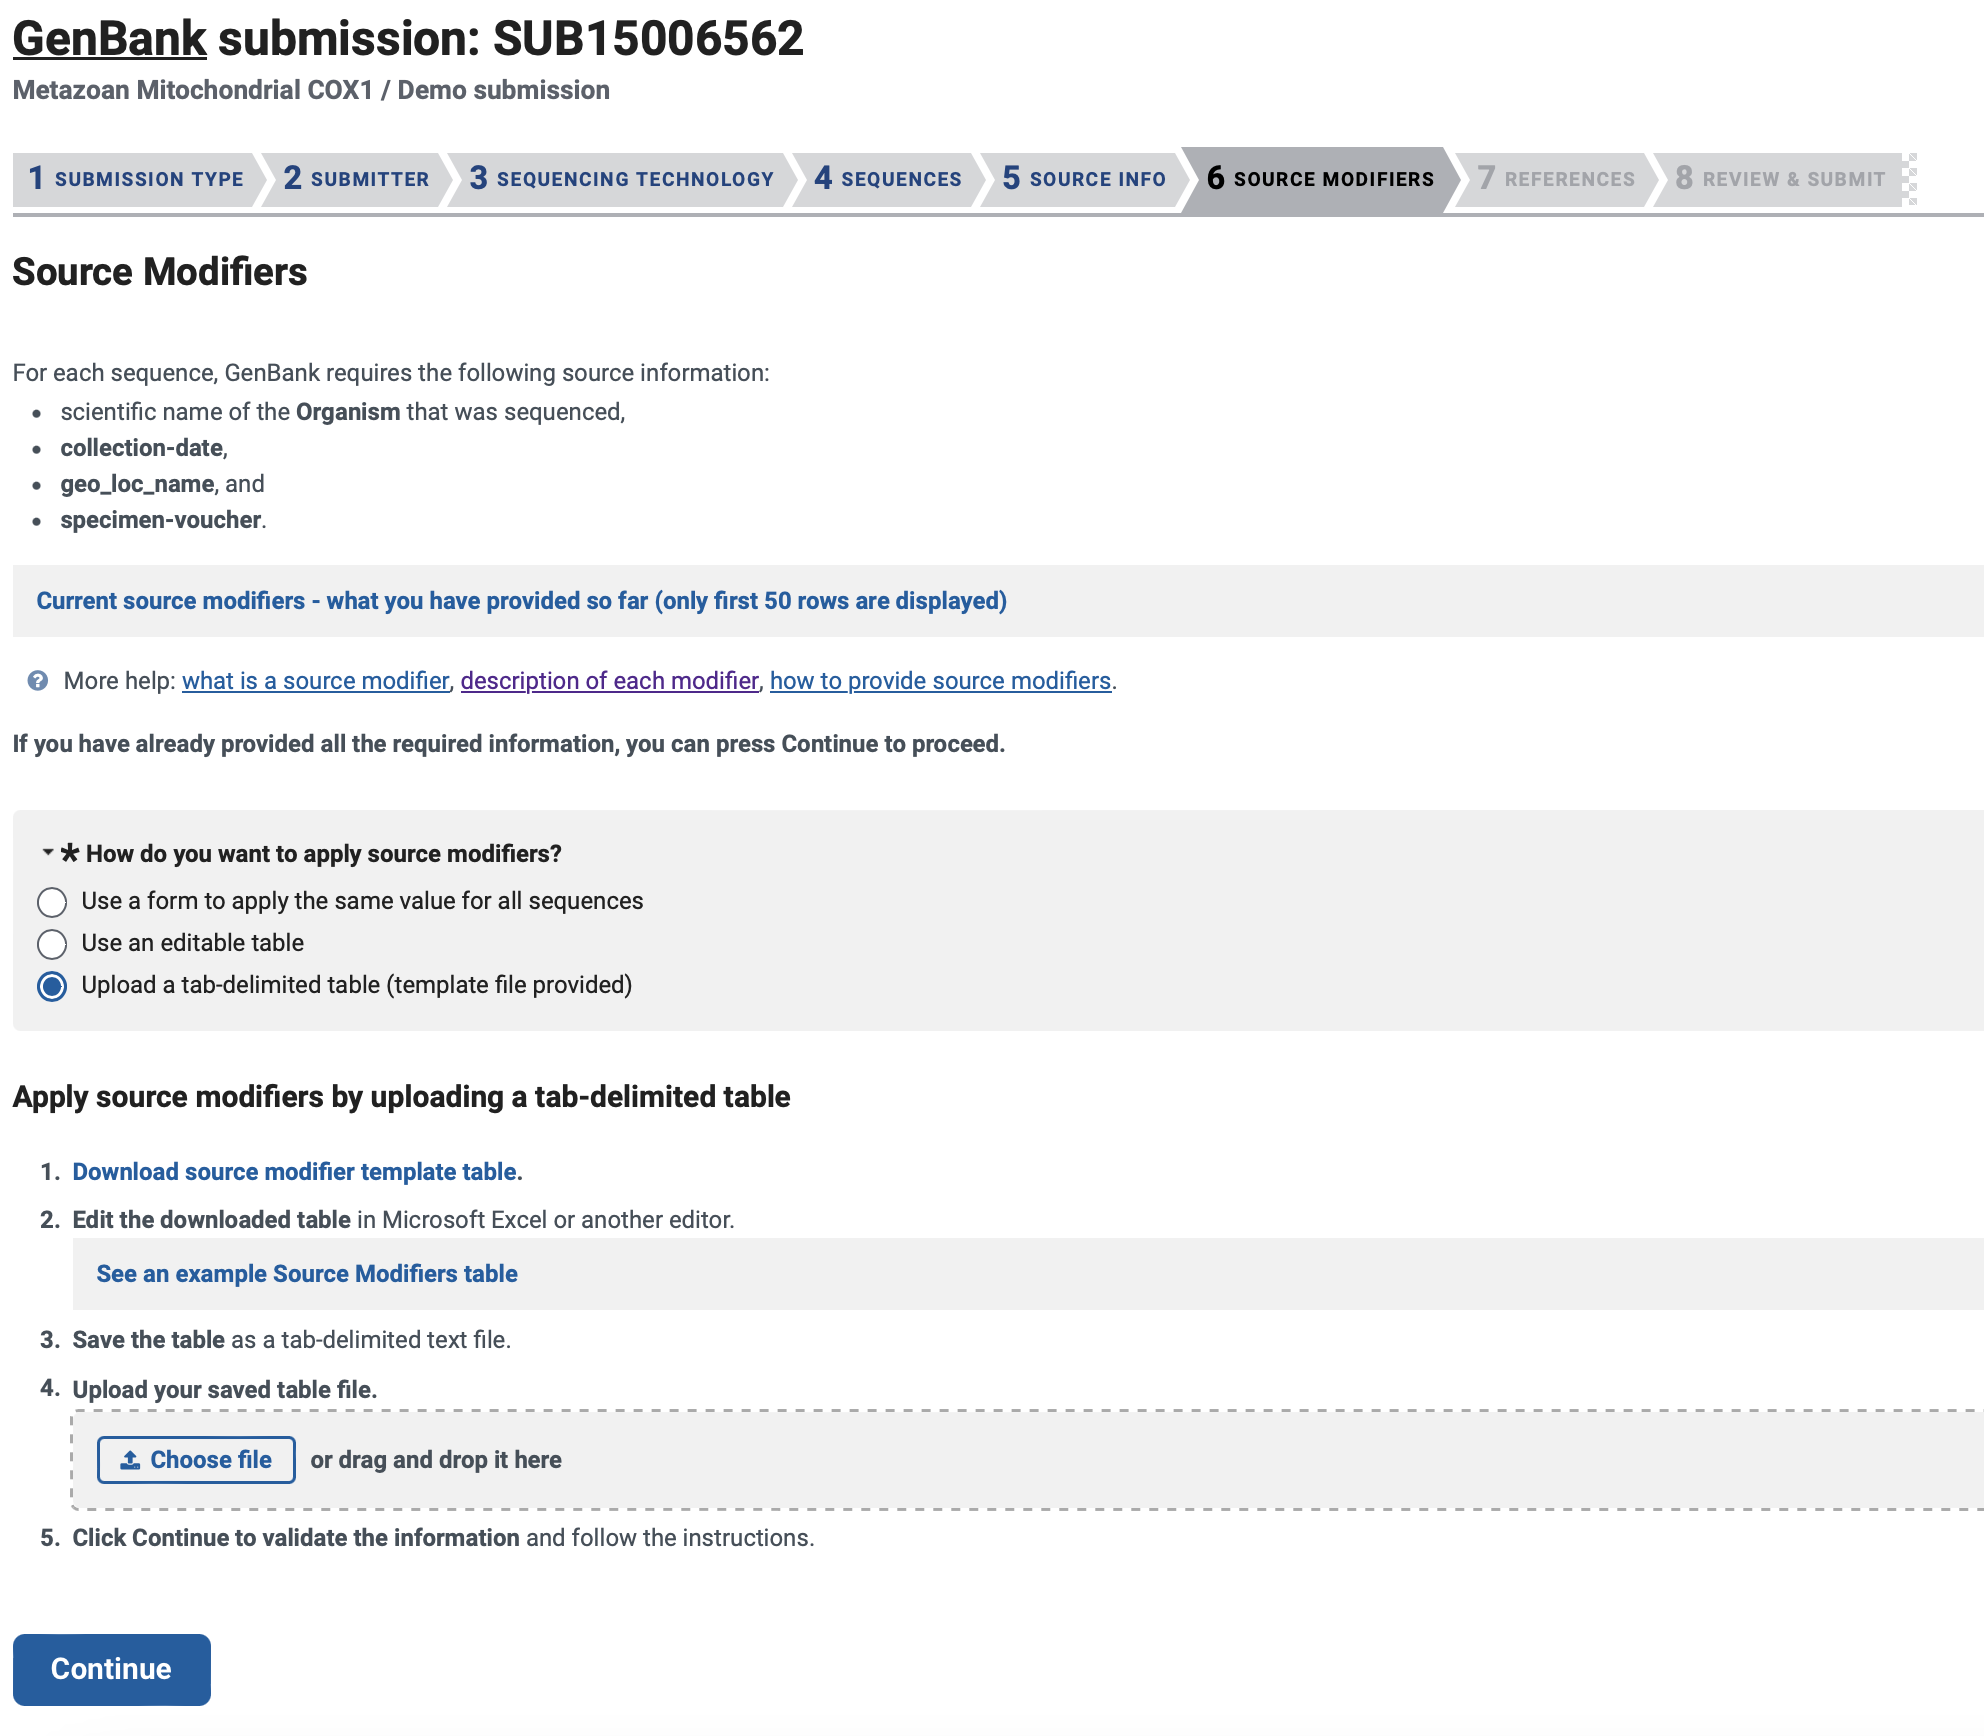 GenBank submission: SUB15006562
Metazoan Mitochondrial COX1 / Demo submission
1 SUBMISSION TYPE 2 SUBMITTER 3 SEQUENCING TECHNOLOGY 4 SEQUENCES 5 SOURCE INFO 6 SOURCE MODIFIERS 7 REFERENCES 8 REVIEW & SUBMIT
Source Modifiers
For each sequence, GenBank requires the following source information:
• scientific name of the Organism that was sequenced,
• collection-date,
• geo_loc_name, and
• specimen-voucher.
Current source modifiers - what you have provided so far (only first 50 rows are displayed)
? More help: what is a source modifier, description of each modifier, how to provide source modifiers.
If you have already provided all the required information, you can press Continue to proceed.
* How do you want to apply source modifiers?
Use a form to apply the same value for all sequences
Use an editable table
Upload a tab-delimited table (template file provided)
Apply source modifiers by uploading a tab-delimited table
1. Download source modifier template table.
2. Edit the downloaded table in Microsoft Excel or another editor.
See an example Source Modifiers table
3. Save the table as a tab-delimited text file.
4. Upload your saved table file.
Choose file or drag and drop it here
5. Click Continue to validate the information and follow the instructions.
Continue